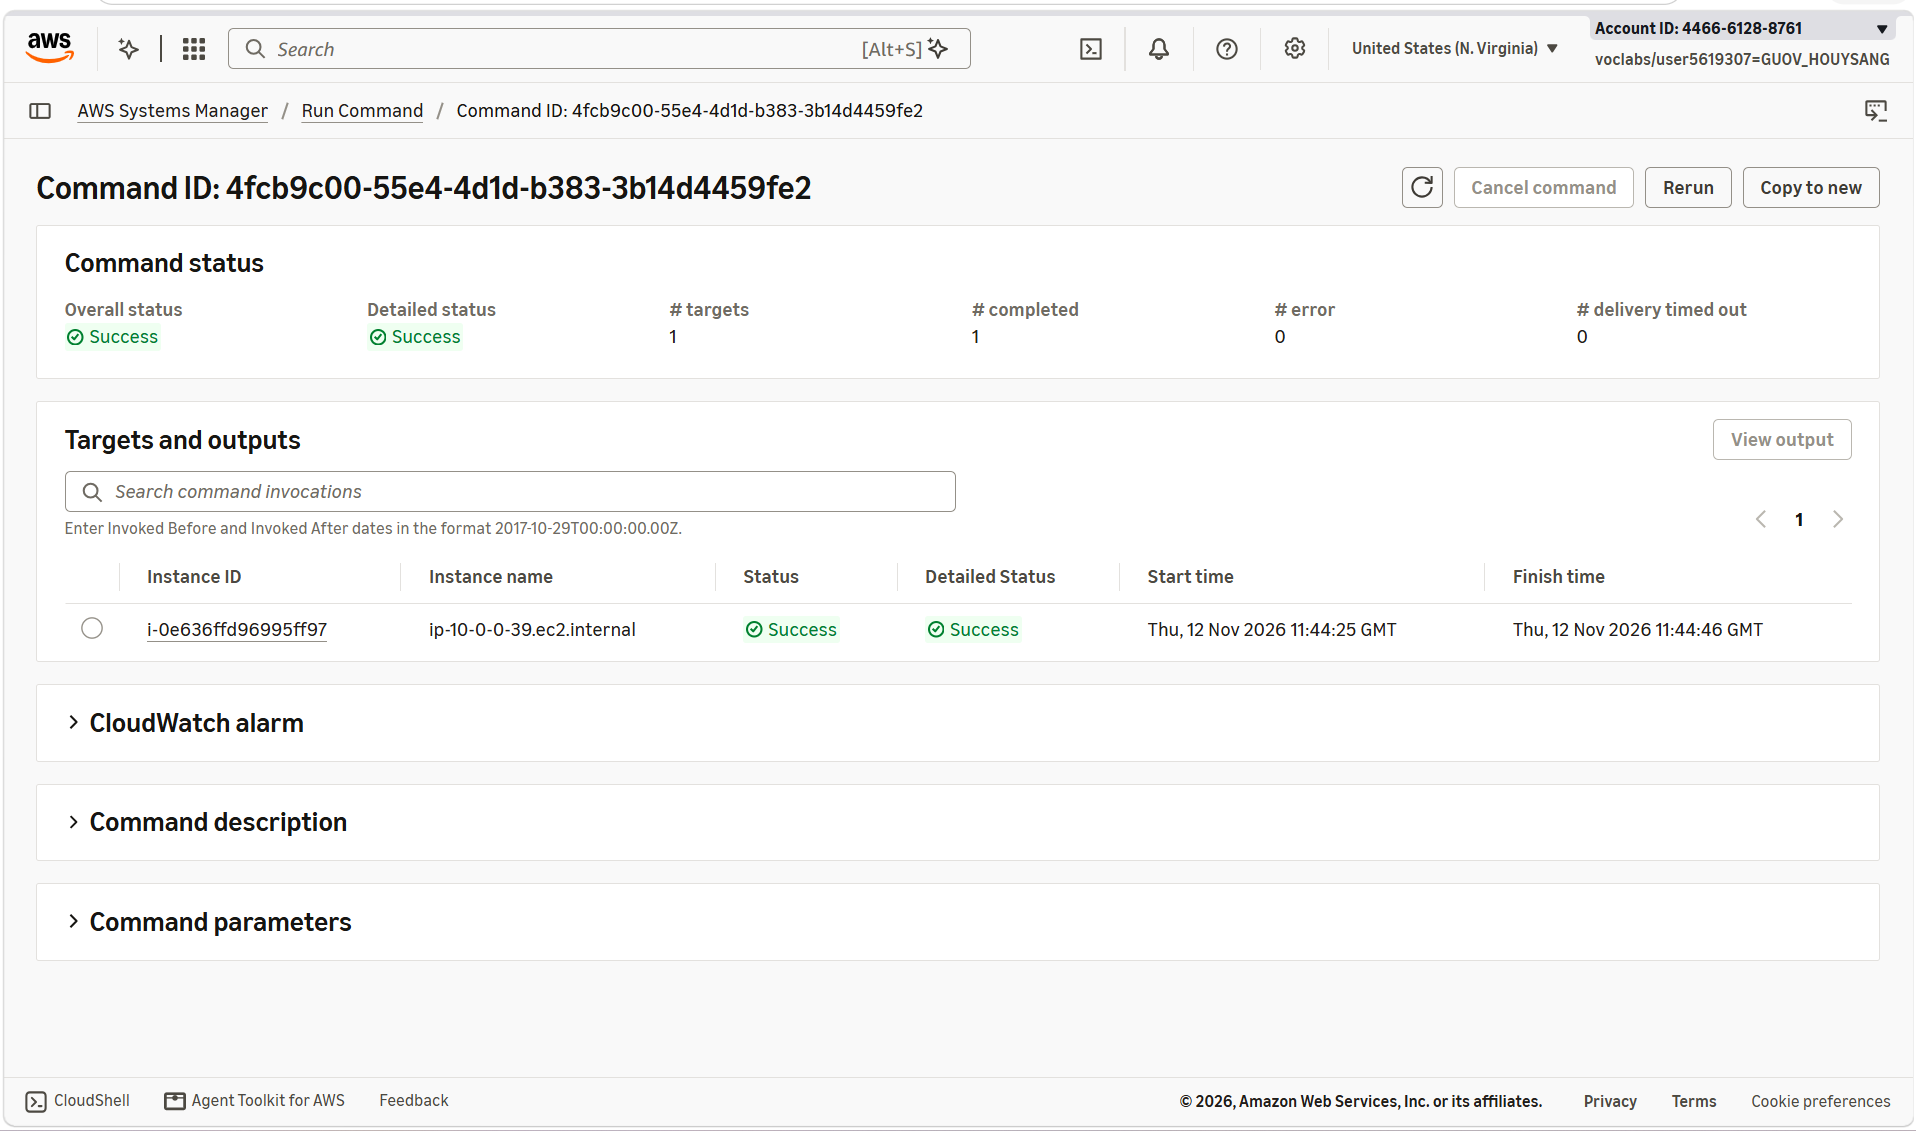 aws
Search [Alt+S]
United States (N. Virginia)
Account ID: 4466-6128-8761
voclabs/user5619307=GUOV_HOUYSANG
AWS Systems Manager / Run Command / Command ID: 4fcb9c00-55e4-4d1d-b383-3b14d4459fe2
Command ID: 4fcb9c00-55e4-4d1d-b383-3b14d4459fe2
Cancel command
Rerun
Copy to new
Command status
Overall status
Success
Detailed status
Success
# targets
1
# completed
1
# error
0
# delivery timed out
0
Targets and outputs
View output
Search command invocations
Enter Invoked Before and Invoked After dates in the format 2017-10-29T00:00:00.00Z.
1
Instance ID Instance name Status Detailed Status Start time Finish time
i-0e636ffd96995ff97 ip-10-0-0-39.ec2.internal Success Success Thu, 12 Nov 2026 11:44:25 GMT Thu, 12 Nov 2026 11:44:46 GMT
CloudWatch alarm
Command description
Command parameters
CloudShell Agent Toolkit for AWS Feedback © 2026, Amazon Web Services, Inc. or its affiliates. Privacy Terms Cookie preferences